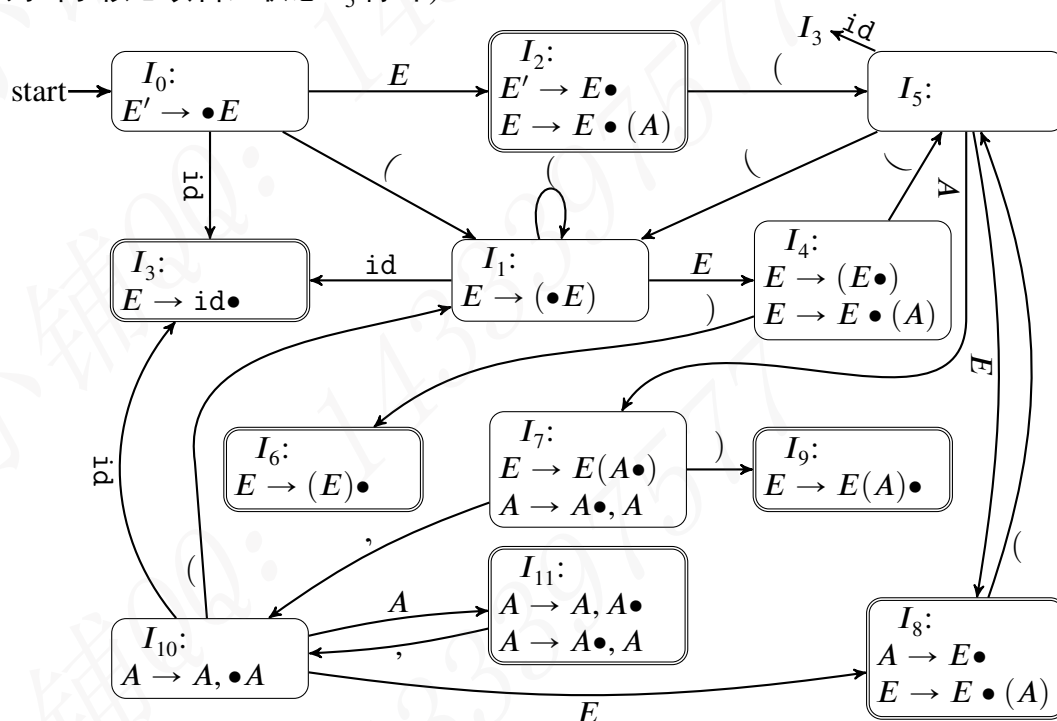 start
I₀:
E′ → •E
E
I₂:
E′ → E•
E → E • (A)
(
I₃
id
I₅:
id
(
(
(
(
A
I₃:
E → id•
id
I₁:
E → (•E)
E
I₄:
E → (E•)
E → E • (A)
)
E
I₆:
E → (E)•
I₇:
E → E(A•)
A → A•, A
)
I₉:
E → E(A)•
id
(
,
(
I₁₀:
A → A, •A
A
,
I₁₁:
A → A, A•
A → A•, A
E
I₈:
A → E•
E → E • (A)